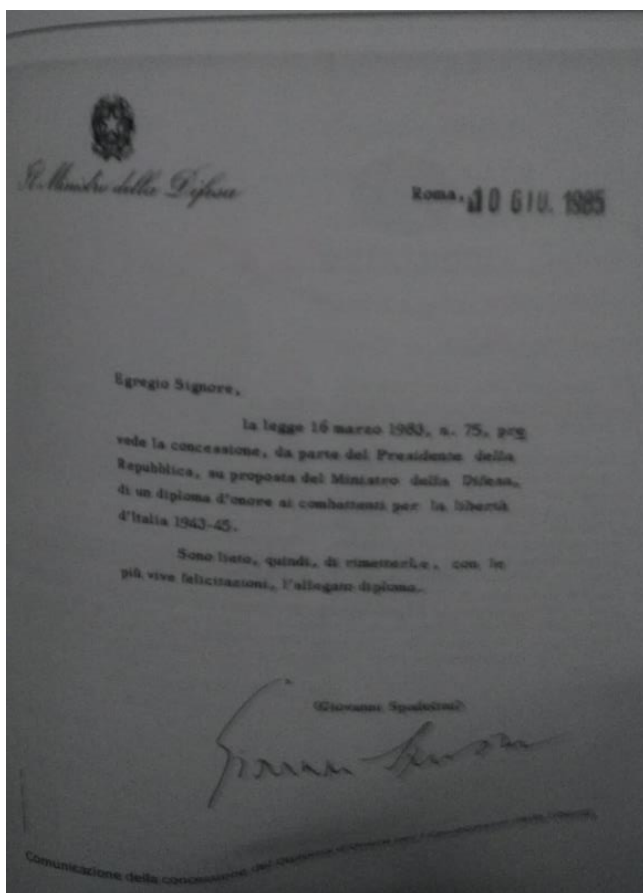 Il Ministro della Difesa
Roma, 10 GIU. 1985
Egregio Signore,
la legge 16 marzo 1983, n. 75, pre
vede la concessione, da parte del Presidente della
Repubblica, su proposta del Ministro della Difesa,
di un diploma d'onore ai combattenti per la libertà
d'Italia 1943-45.
Sono lieto, quindi, di rimetterLe, con le
più vive felicitazioni, l'allegato diploma.
(Giovanni Spadolini)
Comunicazione della concessione del